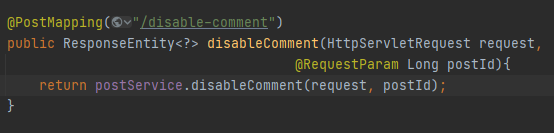 @PostMapping("/disable-comment")
public ResponseEntity<?> disableComment(HttpServletRequest request,
@RequestParam Long postId){
return postService.disableComment(request, postId);
}